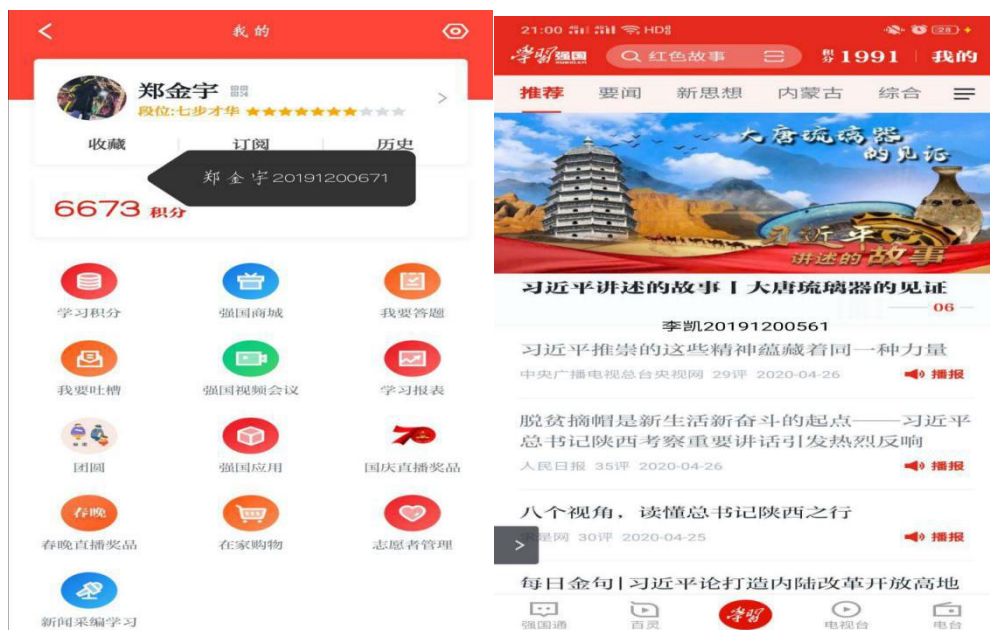 我的
郑金宇
段位:七步才华
收藏 订阅 历史
郑金宇20191200671
6673 积分
学习积分 强国商城 我要答题
我要吐槽 强国视频会议 学习报表
团圆 强国应用 国庆直播奖品
70
春晚
春晚直播奖品 在家购物 志愿者管理
新闻采编学习
21:00 HD 28
学习强国 红色故事 积分 1991 我的
推荐 要闻 新思想 内蒙古 综合
大唐琉璃器
的见证
习近平
讲述的故事
习近平讲述的故事丨大唐琉璃器的见证
06
李凯20191200561
习近平推崇的这些精神蕴藏着同一种力量
中央广播电视总台央视网 29评 2020-04-26 播报
脱贫摘帽是新生活新奋斗的起点——习近平
总书记陕西考察重要讲话引发热烈反响
人民日报 35评 2020-04-26 播报
八个视角，读懂总书记陕西之行
是网 30评 2020-04-25 播报
每日金句|习近平论打造内陆改革开放高地
强国通 百灵 学习 电视台 电台